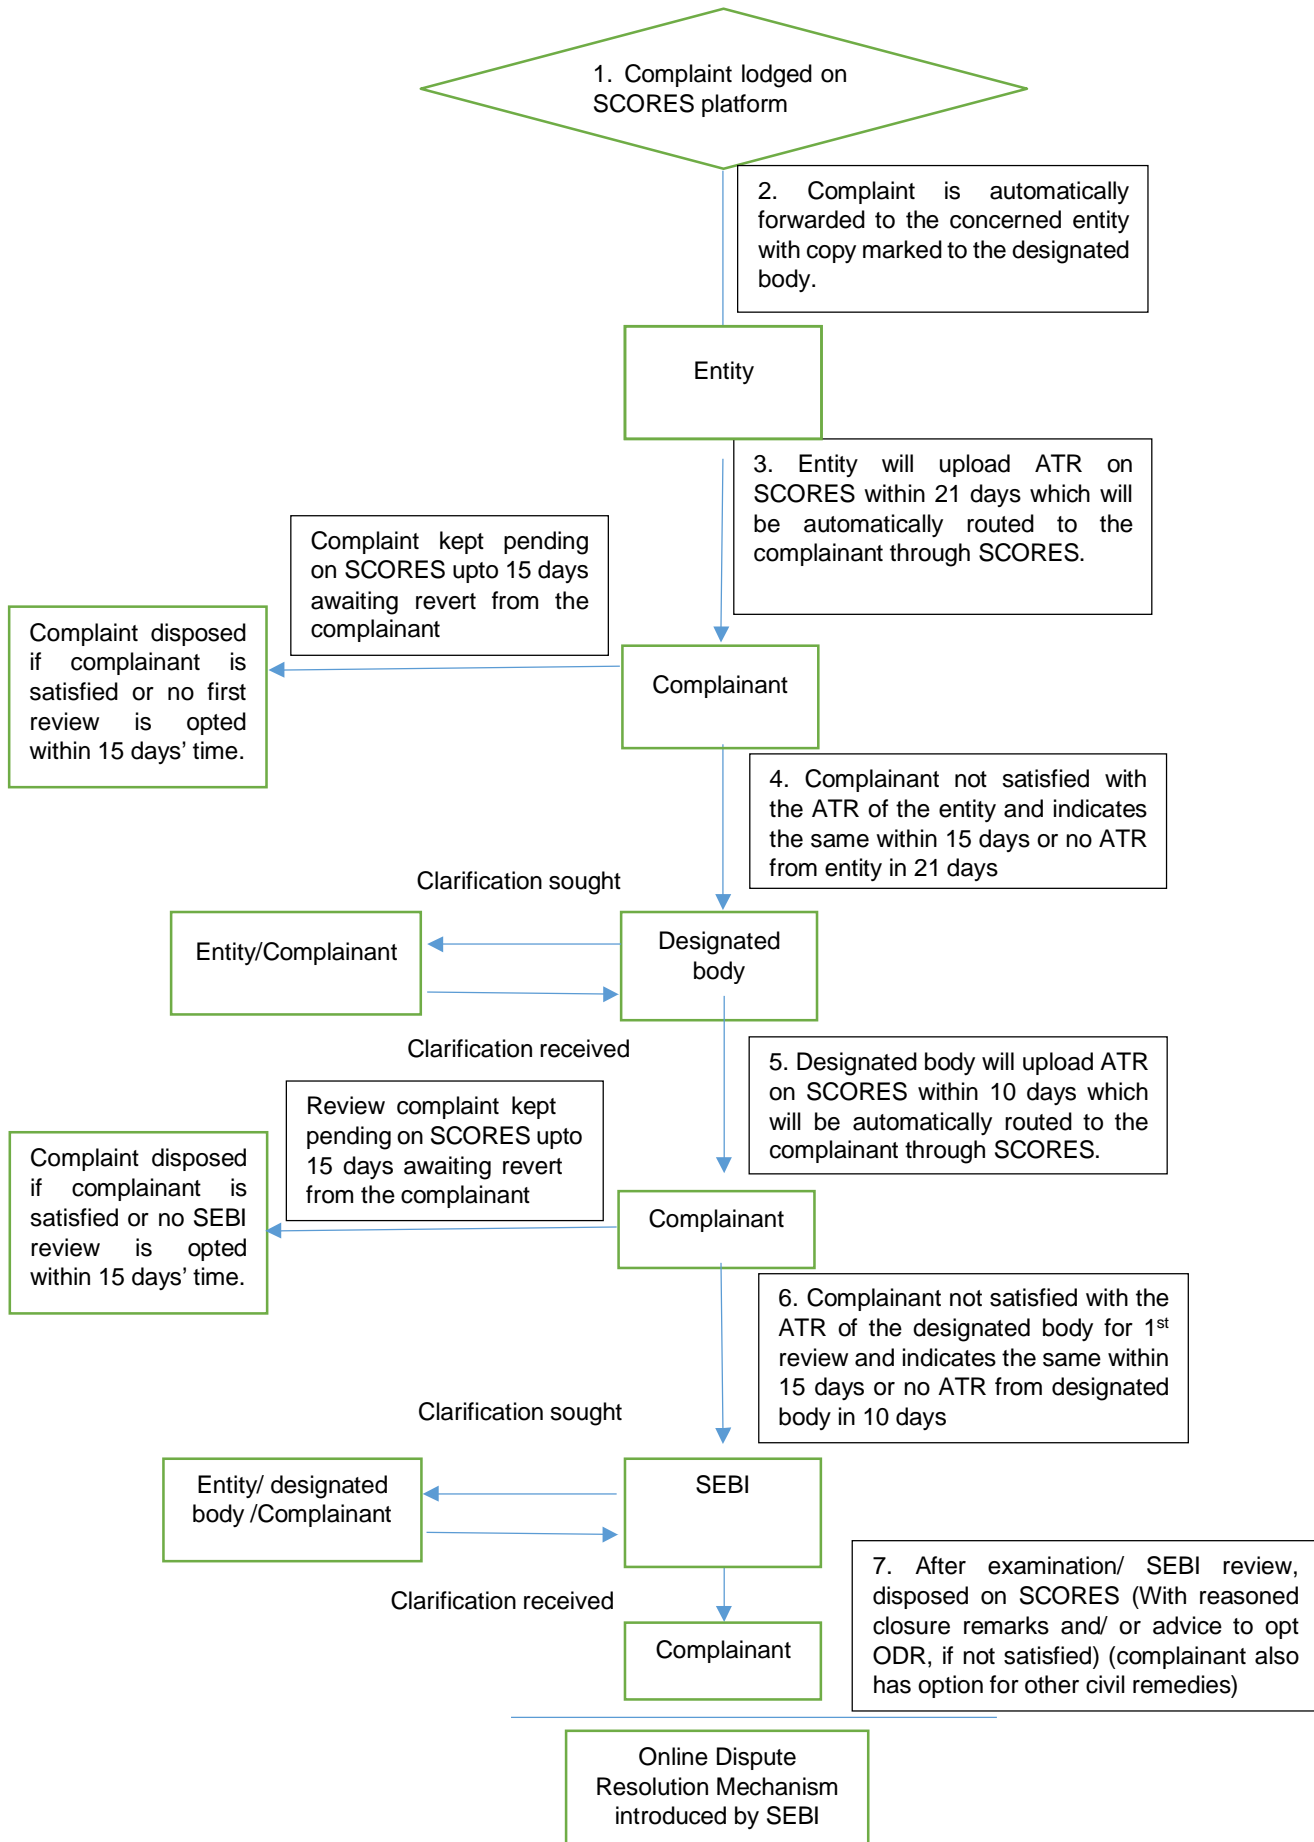 1. Complaint lodged on
SCORES platform
2. Complaint is automatically
forwarded to the concerned entity
with copy marked to the designated
body.
Entity
3. Entity will upload ATR on
SCORES within 21 days which will
be automatically routed to the
complainant through SCORES.
Complaint kept pending
on SCORES upto 15 days
awaiting revert from the
complainant
Complaint disposed
if complainant is
satisfied or no first
review is opted
within 15 days’ time.
Complainant
4. Complainant not satisfied with
the ATR of the entity and indicates
the same within 15 days or no ATR
from entity in 21 days
Clarification sought
Entity/Complainant
Designated
body
Clarification received
5. Designated body will upload ATR
on SCORES within 10 days which
will be automatically routed to the
complainant through SCORES.
Review complaint kept
pending on SCORES upto
15 days awaiting revert
from the complainant
Complaint disposed
if complainant is
satisfied or no SEBI
review is opted
within 15 days’ time.
Complainant
6. Complainant not satisfied with the
ATR of the designated body for 1st
review and indicates the same within
15 days or no ATR from designated
body in 10 days
Clarification sought
Entity/ designated
body /Complainant
SEBI
Clarification received
7. After examination/ SEBI review,
disposed on SCORES (With reasoned
closure remarks and/ or advice to opt
ODR, if not satisfied) (complainant also
has option for other civil remedies)
Complainant
Online Dispute
Resolution Mechanism
introduced by SEBI